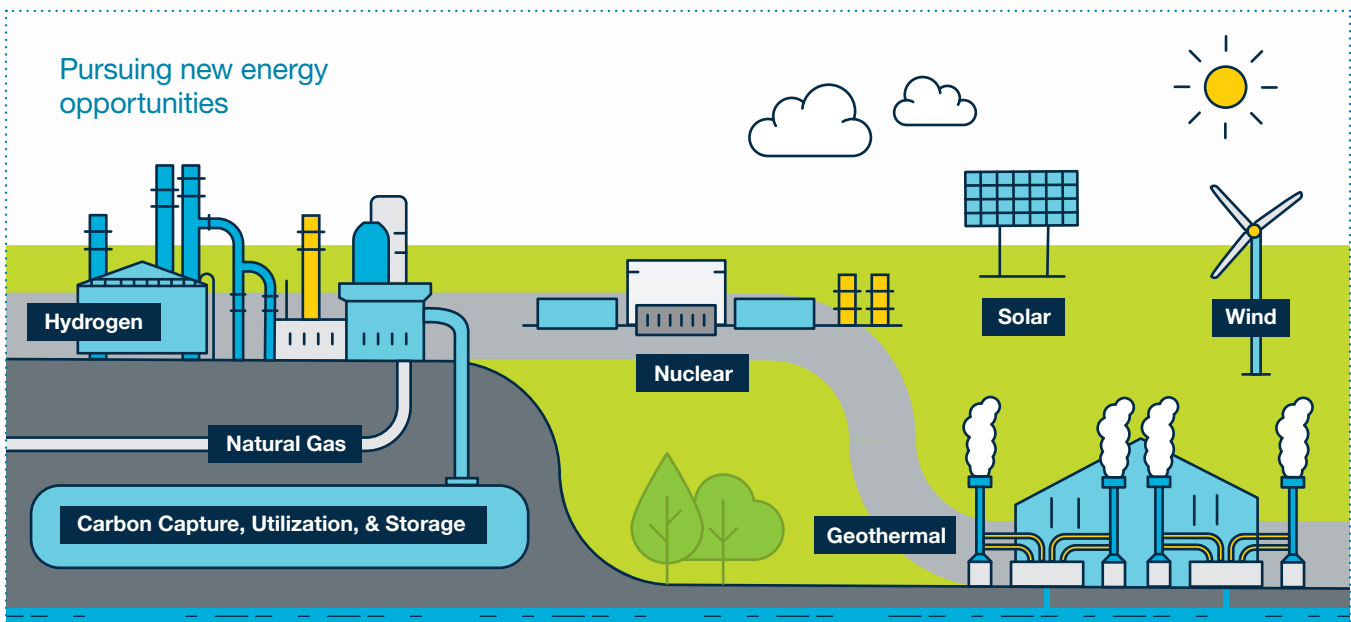 Pursuing new energy
opportunities
Hydrogen
Solar
Wind
Nuclear
Natural Gas
Carbon Capture, Utilization, & Storage
Geothermal